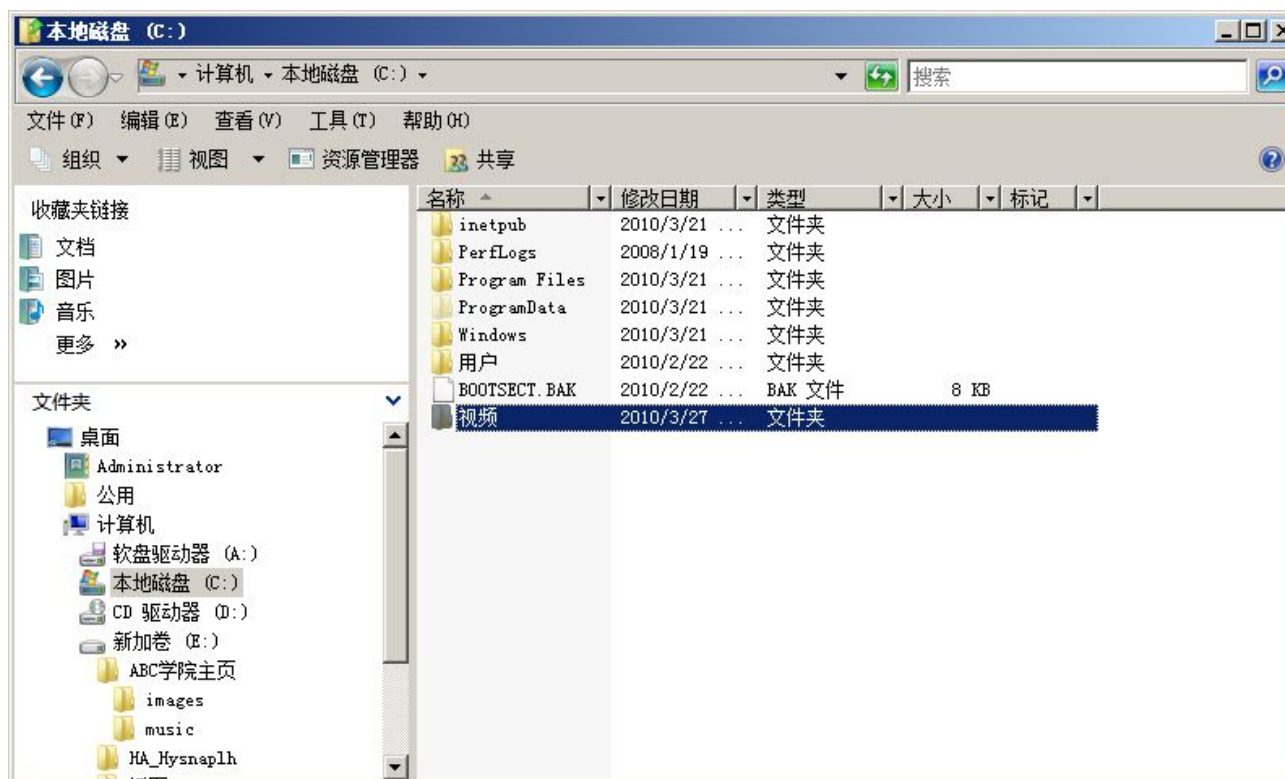 本地磁盘 (C:)
计算机 本地磁盘 (C:) 搜索
文件(F) 编辑(E) 查看(V) 工具(T) 帮助(H)
组织 视图 资源管理器 共享
收藏夹链接
文档
图片
音乐
更多 »
文件夹
桌面
Administrator
公用
计算机
软盘驱动器 (A:)
本地磁盘 (C:)
CD 驱动器 (D:)
新加卷 (E:)
ABC学院主页
images
music
HA_Hysnaplh
名称 修改日期 类型 大小 标记
inetpub 2010/3/21 ... 文件夹
PerfLogs 2008/1/19 ... 文件夹
Program Files 2010/3/21 ... 文件夹
ProgramData 2010/3/21 ... 文件夹
Windows 2010/3/21 ... 文件夹
用户 2010/2/22 ... 文件夹
BOOTSECT.BAK 2010/2/22 ... BAK 文件 8 KB
视频 2010/3/27 ... 文件夹